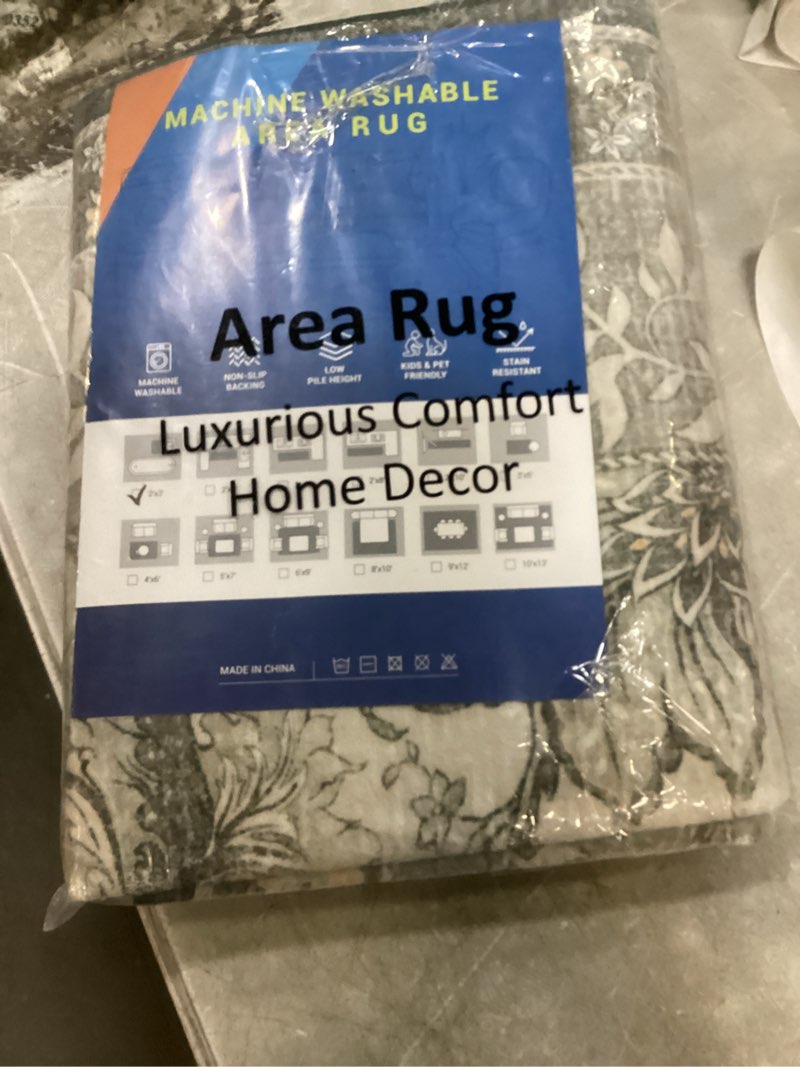 MACHINE WASHABLE
AREA RUG
Area Rug
MACHINE
WASHABLE
NON-SLIP
BACKING
LOW
PILE HEIGHT
KIDS & PET
FRIENDLY
STAIN
RESISTANT
Luxurious Comfort
Home Decor
2'x3'
4'x6'
5'x7'
6'x9'
8'x10'
9'x12'
10'x13'
MADE IN CHINA